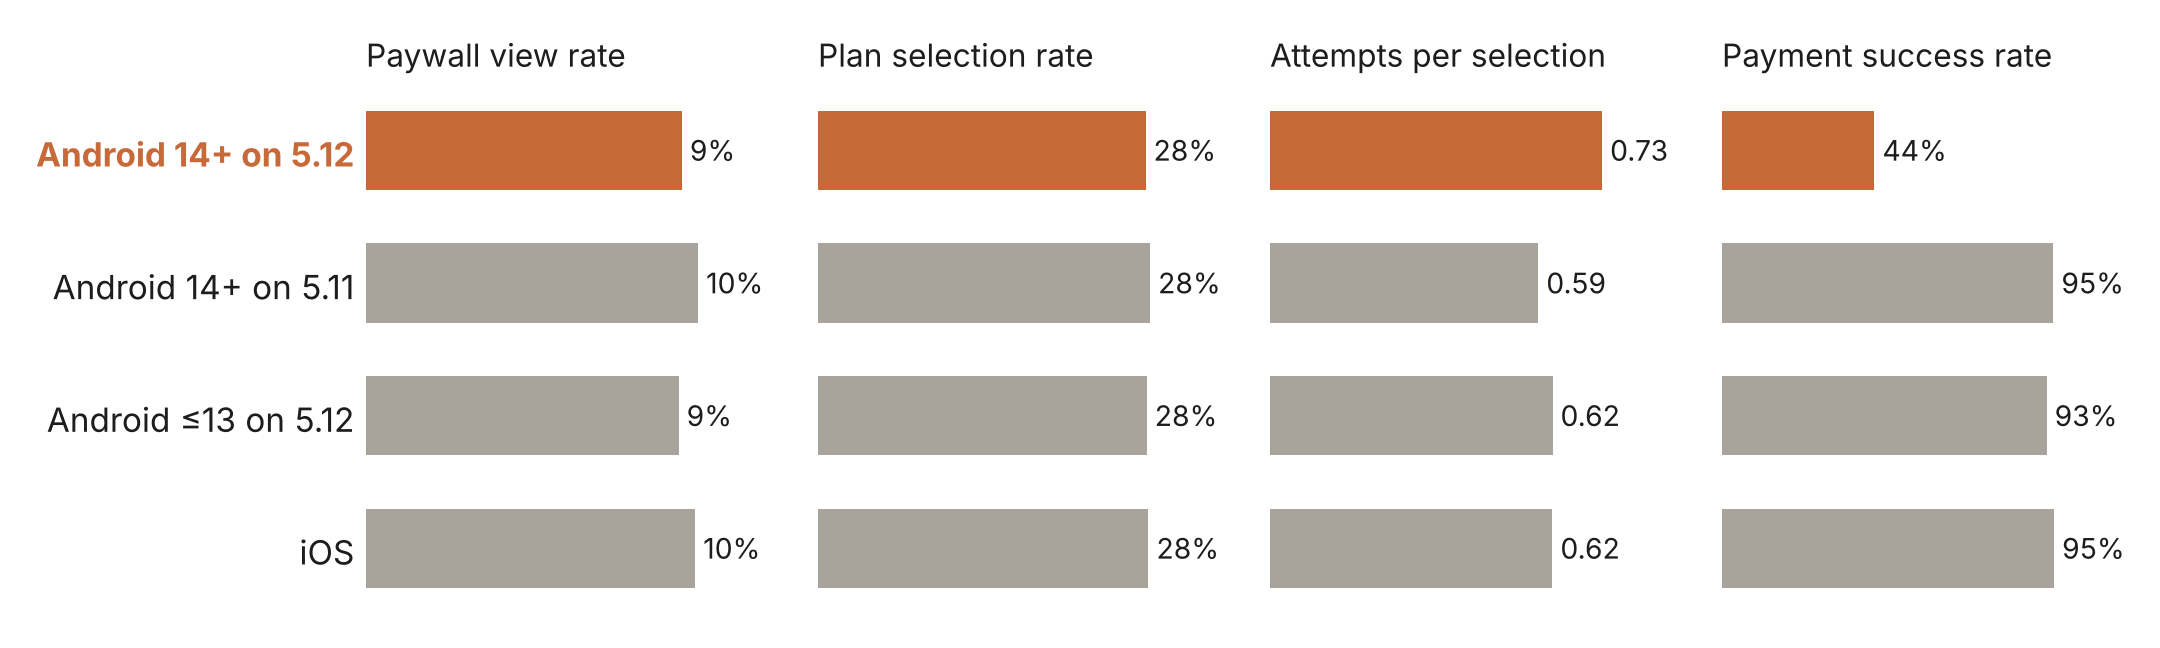 Paywall view rate Plan selection rate Attempts per selection Payment success rate
Android 14+ on 5.12 9% 28% 0.73 44%
Android 14+ on 5.11 10% 28% 0.59 95%
Android ≤13 on 5.12 9% 28% 0.62 93%
iOS 10% 28% 0.62 95%